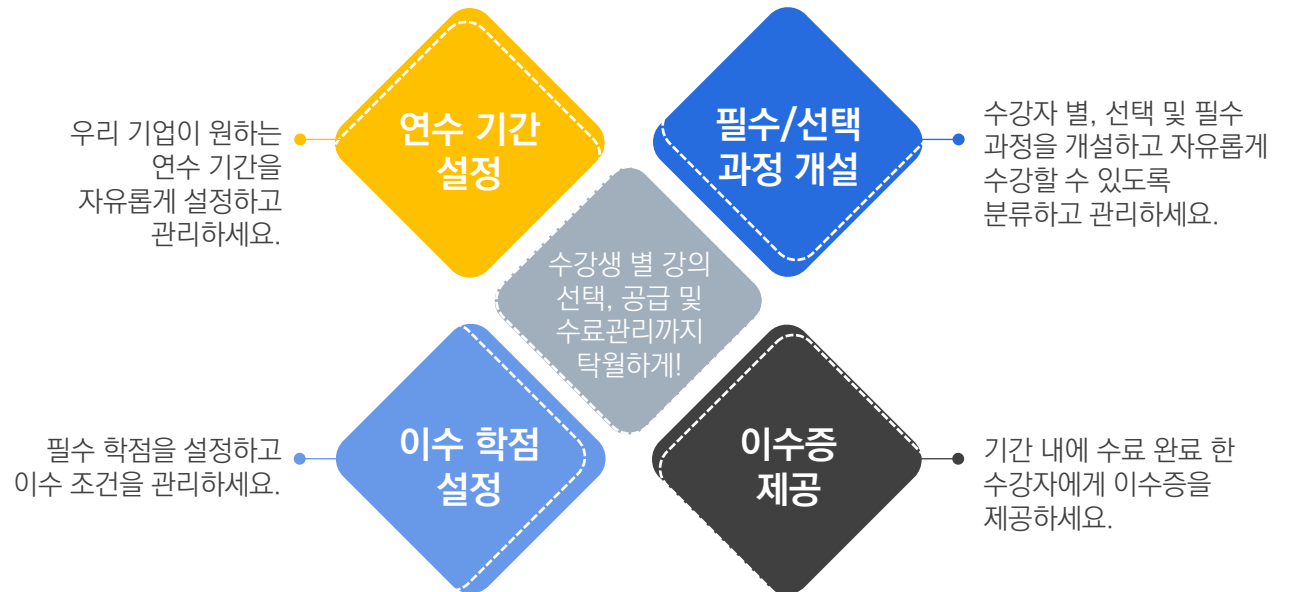 우리 기업이 원하는
연수 기간을
자유롭게 설정하고
관리하세요.
연수 기간
설정
필수/선택
과정 개설
수강자 별, 선택 및 필수
과정을 개설하고 자유롭게
수강할 수 있도록
분류하고 관리하세요.
수강생 별 강의
선택, 공급 및
수료관리까지
탁월하게!
필수 학점을 설정하고
이수 조건을 관리하세요.
이수 학점
설정
이수증
제공
기간 내에 수료 완료 한
수강자에게 이수증을
제공하세요.